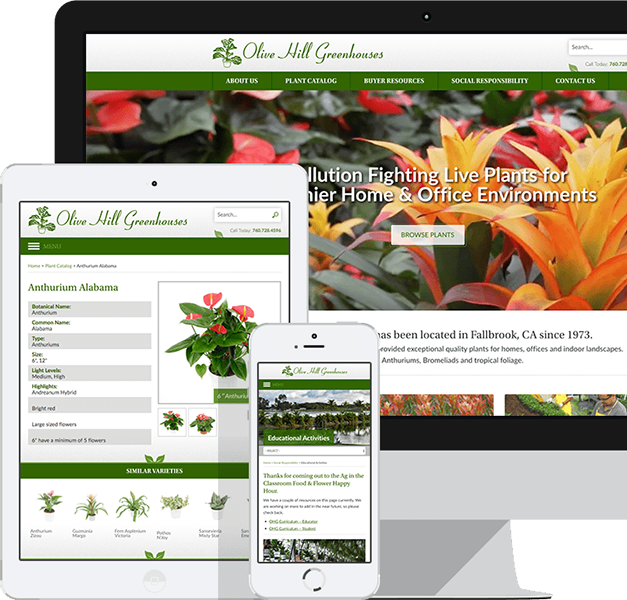 Olive Hill Greenhouses
Search...
Call Today: 760.728
ABOUT US
PLANT CATALOG
BUYER RESOURCES
SOCIAL RESPONSIBILITY
CONTACT US
llution Fighting Live Plants for
nier Home & Office Environments
BROWSE PLANTS
has been located in Fallbrook, CA since 1973.
rovided exceptional quality plants for homes, offices and indoor landscapes.
Anthuriums, Bromeliads and tropical foliage.
Olive Hill Greenhouses
Search...
Call Today: 760.728.4596
MENU
Home > Plant Catalog > Anthurium Alabama
Anthurium Alabama
Botanical Name:
Anthurium
Common Name:
Alabama
Type:
Anthuriums
Size:
6", 12"
Light Levels:
Medium, High
Highlights:
Andreanum Hybrid
Bright red
Large sized flowers
6" have a minimum of 5 flowers
6" Anthuriu
SIMILAR VARIETIES
Anthurium
Zizou
Guzmania
Margo
Fern Asplenium
Victoria
Pothos
N'Joy
Sansevieria
Misty Star
Olive Hill Greenhouses
MENU
Educational Activities
- SELECT -
Home > Social Responsibility > Educational Activities
Thanks for coming out to the Ag in
the Classroom Food & Flower Happy
Hour.
We have a couple of resources on this page currently. We
are working on more to add in the near future, so please
check back.
OHG Curriculum – Educator
OHG Curriculum – Student